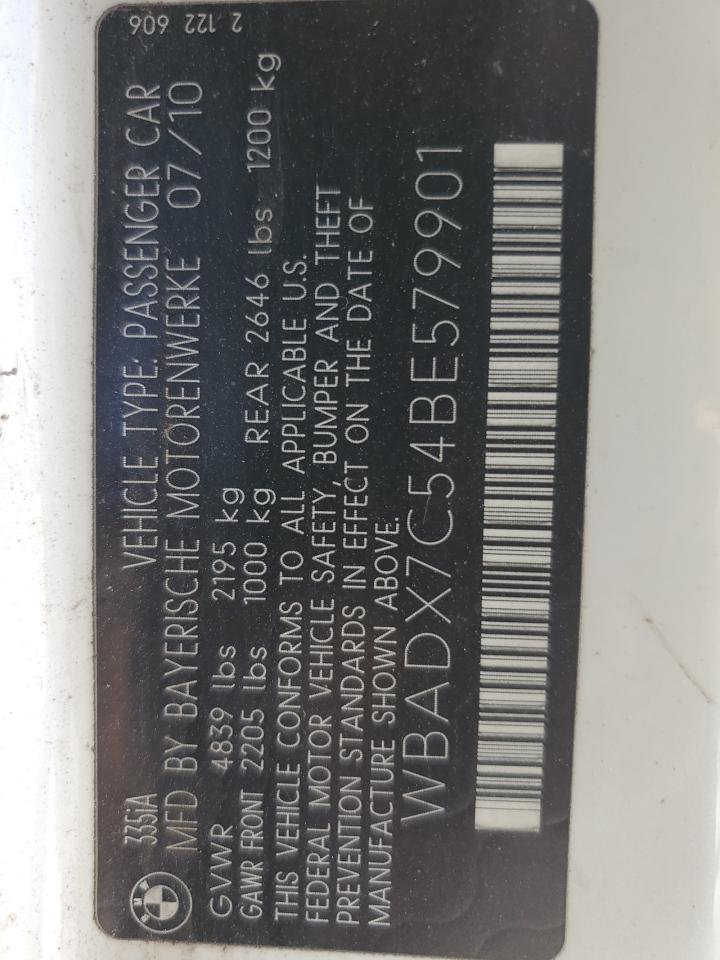 335iA VEHICLE TYPE: PASSENGER CAR
MFD BY BAYERISCHE MOTORENWERKE 07/10
GVWR 4839 lbs 2195 kg
GAWR FRONT 2205 lbs 1000 kg REAR 2646 lbs 1200 kg
THIS VEHICLE CONFORMS TO ALL APPLICABLE U.S.
FEDERAL MOTOR VEHICLE SAFETY, BUMPER AND THEFT
PREVENTION STANDARDS IN EFFECT ON THE DATE OF
MANUFACTURE SHOWN ABOVE.
WBADX7C54BE579901
BMW
2 122 606